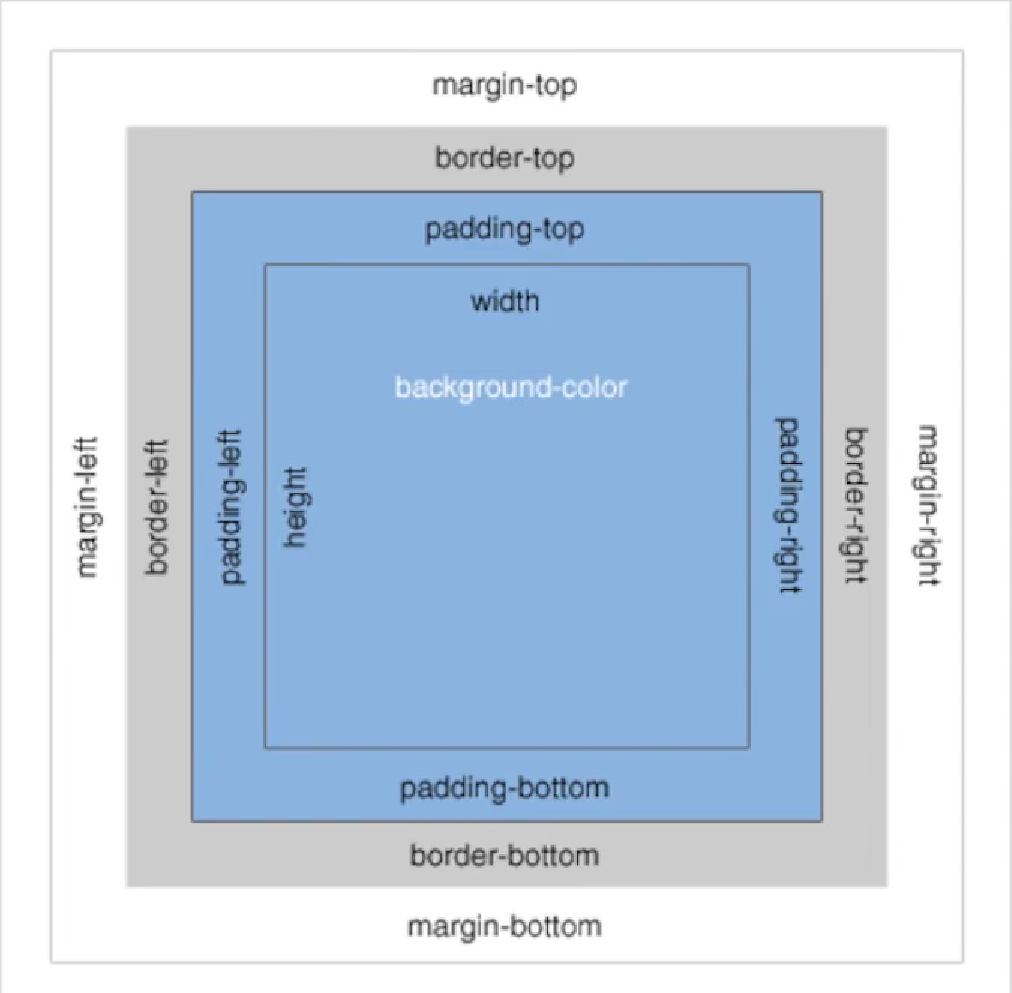 margin-top
border-top
padding-top
width
background-color
margin-left
border-left
padding-left
height
padding-right
border-right
margin-right
padding-bottom
border-bottom
margin-bottom